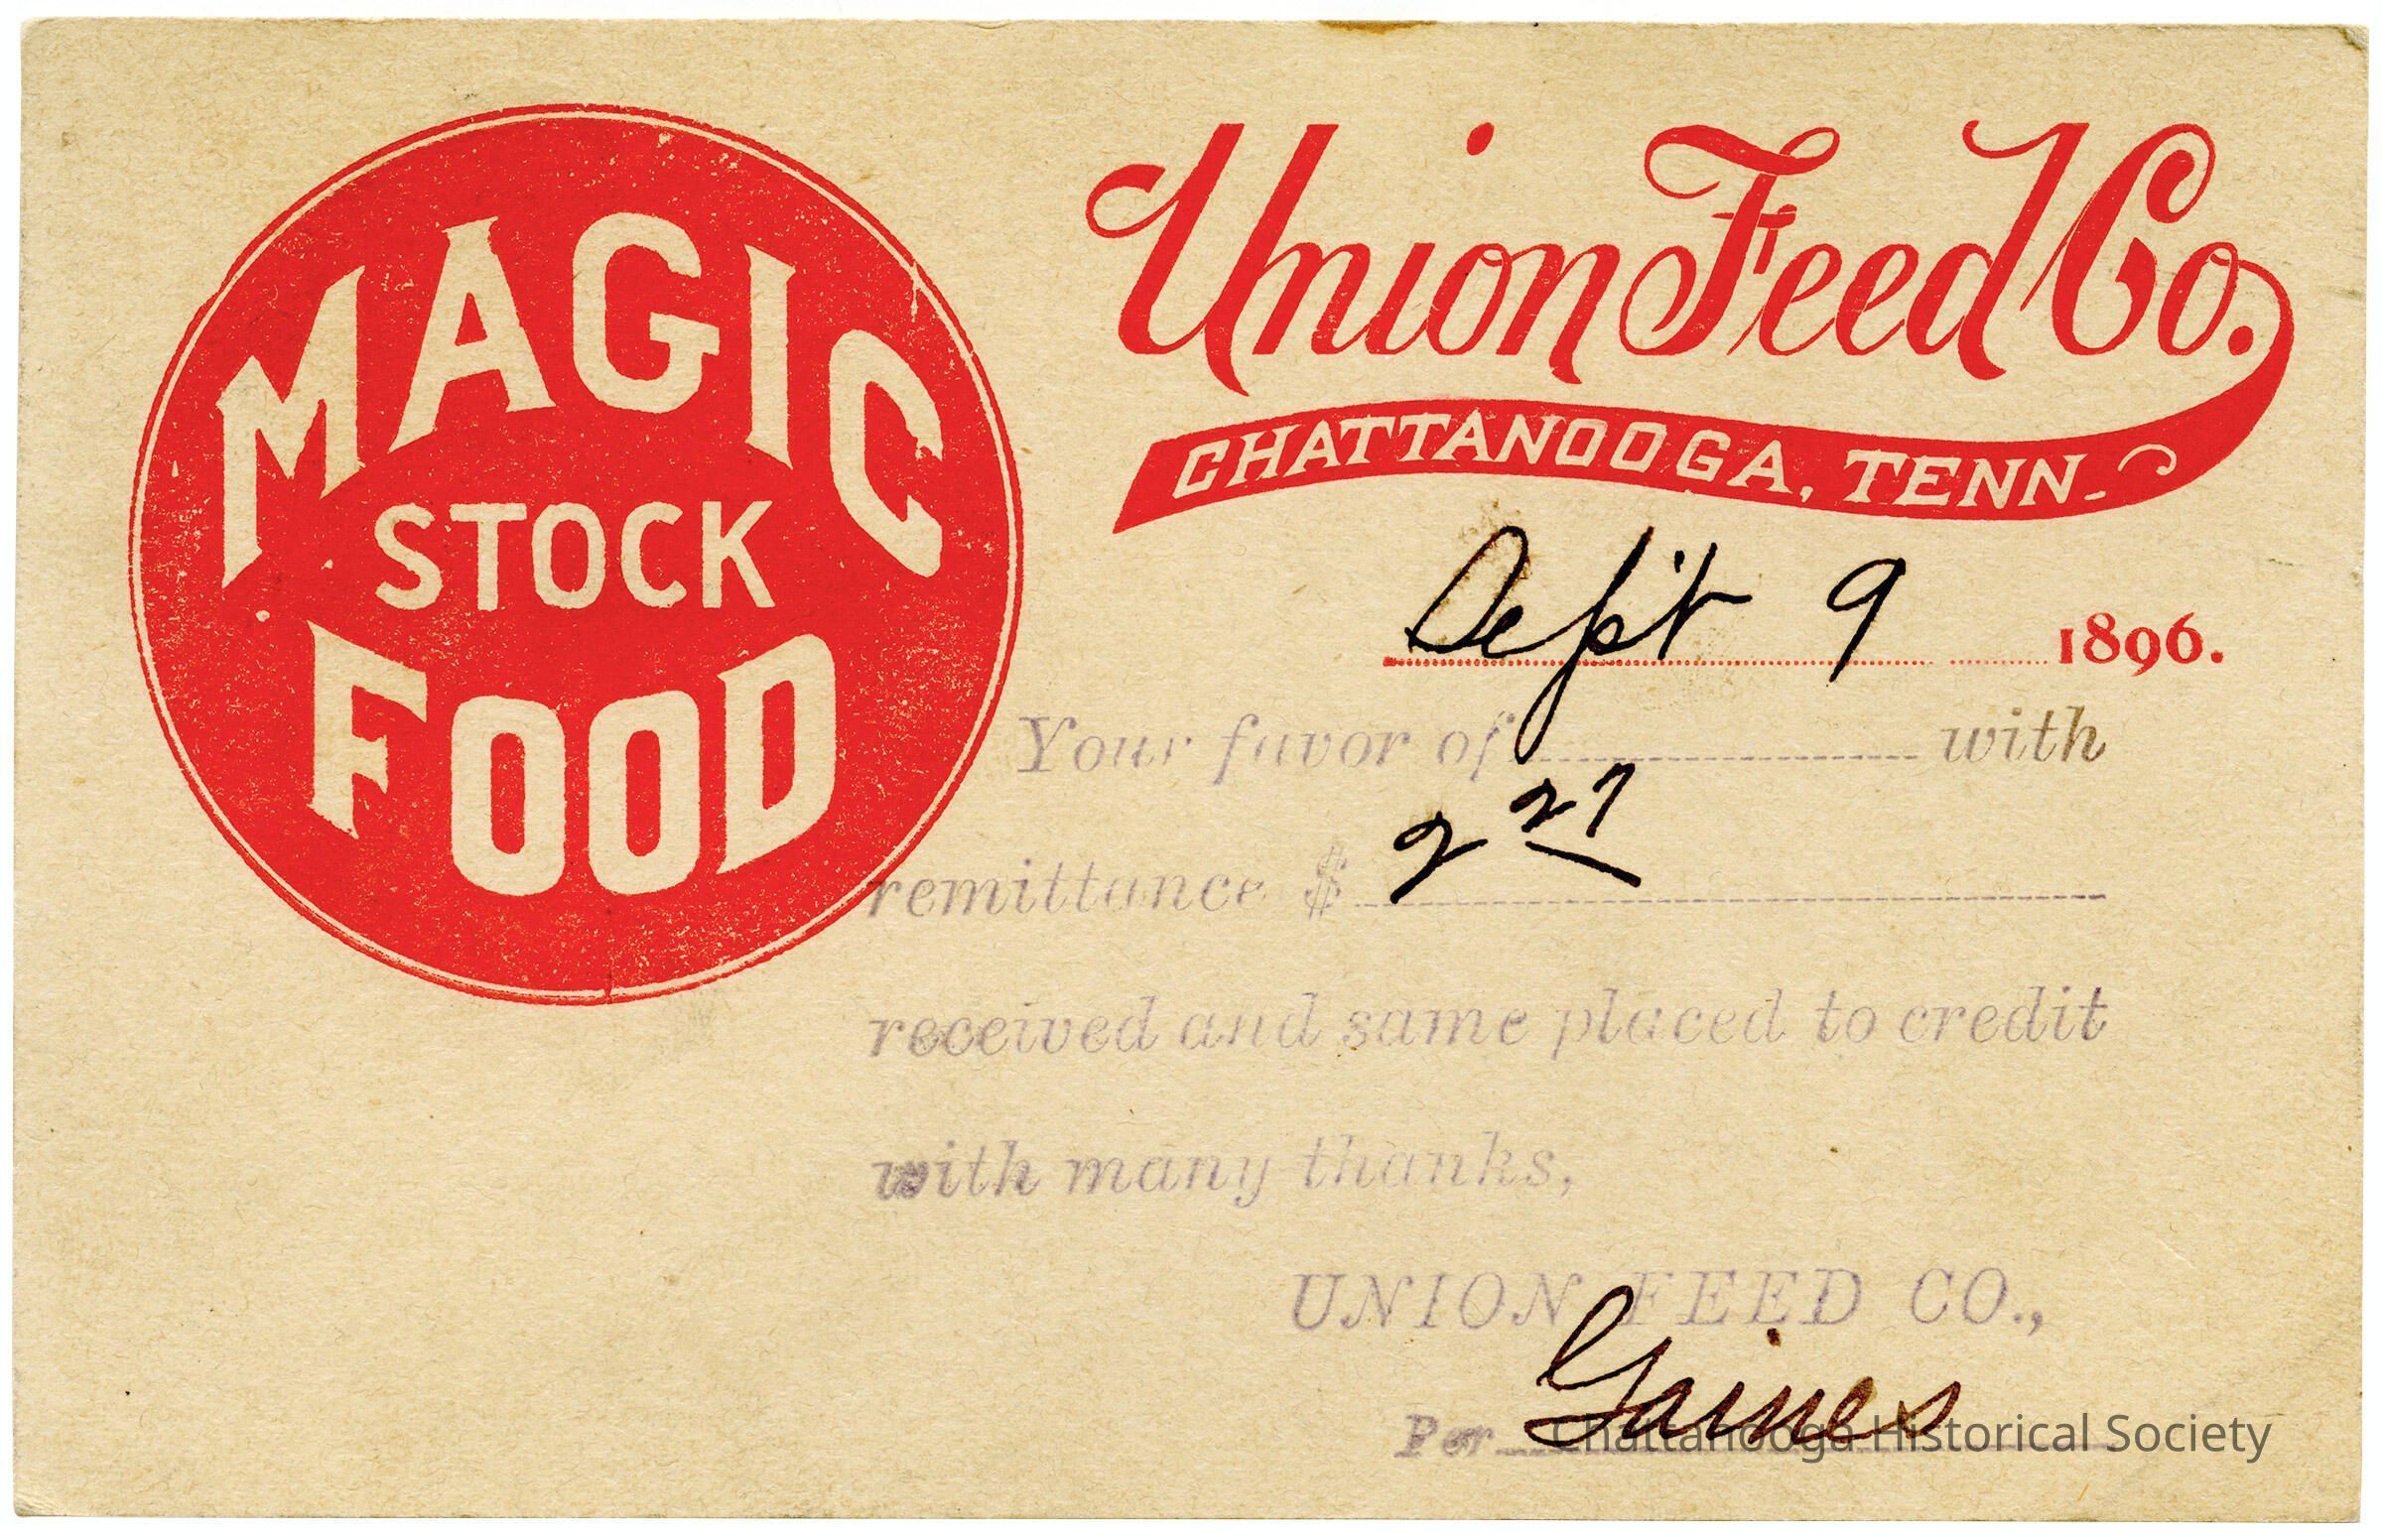 MAGIC
STOCK
FOOD
Union Feed Co.
CHATTANOOGA, TENN.
Sept 9 1896.
Your favor of with
remittance $ 2 27
received and same placed to credit
with many thanks,
UNION FEED CO.,
Per Gaines
Chattanooga Historical Society